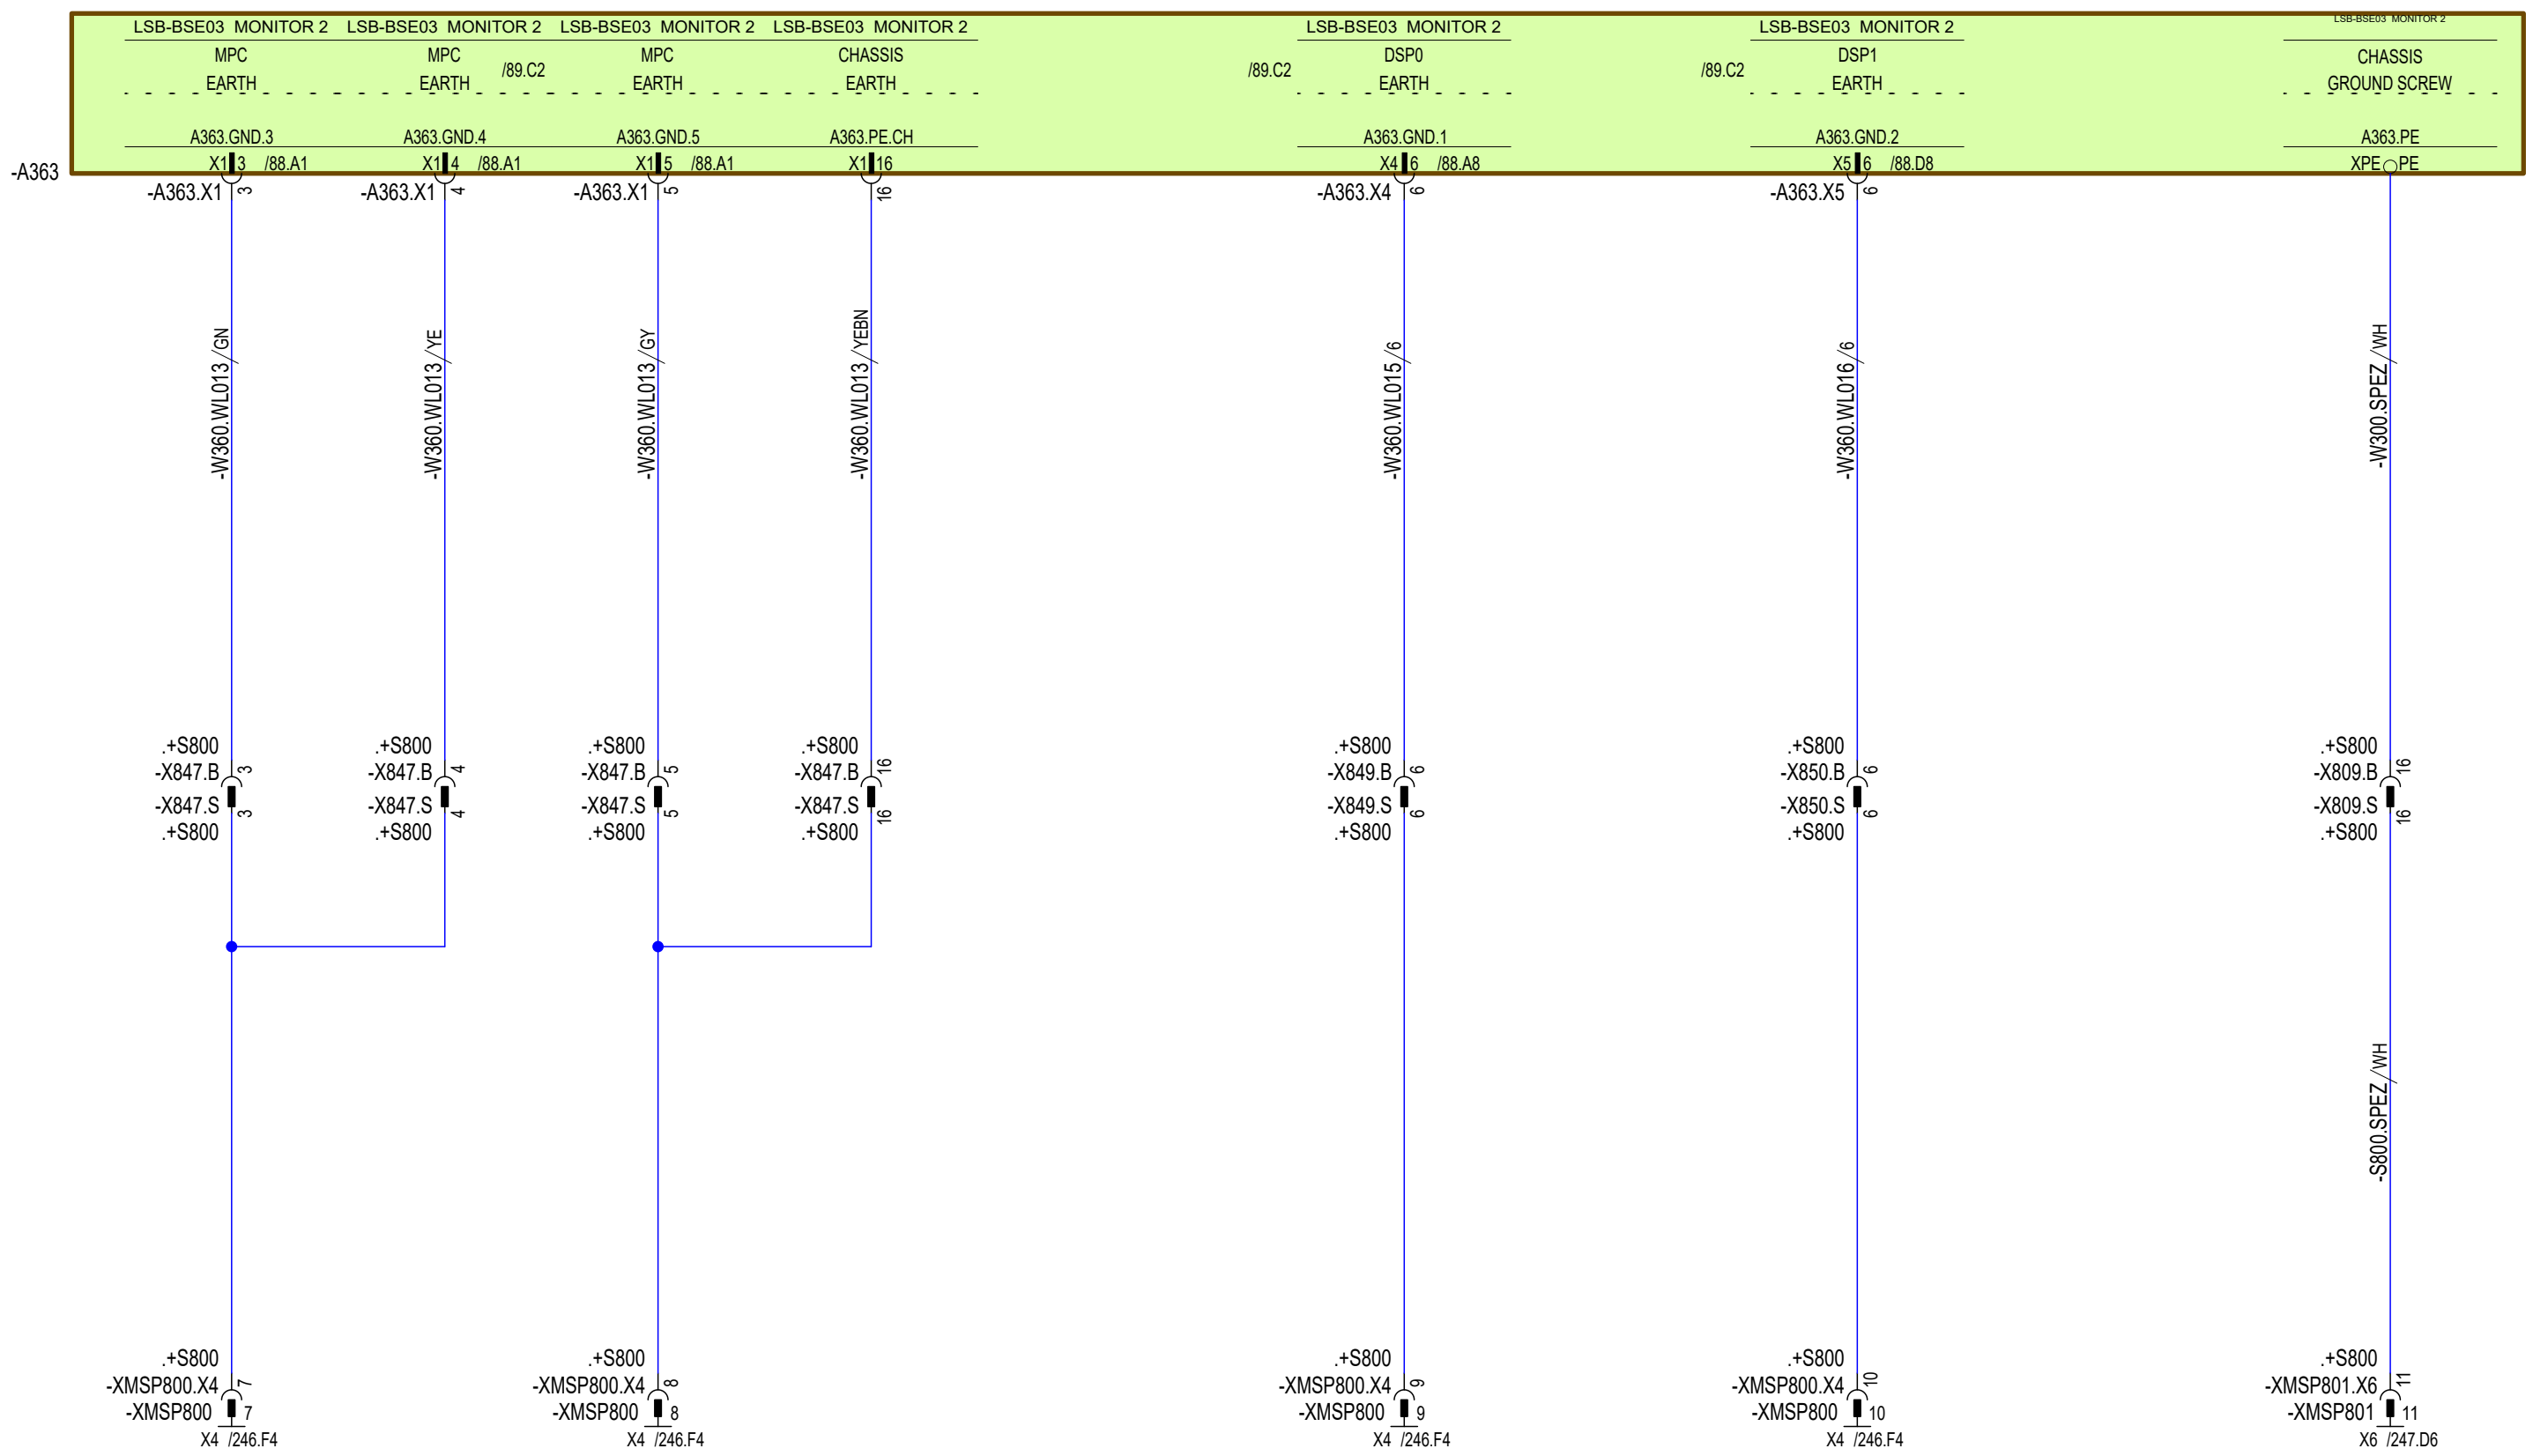 LSB-BSE03 MONITOR 2 LSB-BSE03 MONITOR 2 LSB-BSE03 MONITOR 2 LSB-BSE03 MONITOR 2 LSB-BSE03 MONITOR 2 LSB-BSE03 MONITOR 2 LSB-BSE03 MONITOR 2
MPC MPC MPC CHASSIS DSP0 DSP1 CHASSIS
/89.C2 /89.C2 /89.C2
EARTH EARTH EARTH EARTH EARTH EARTH GROUND SCREW
A363.GND.3 A363.GND.4 A363.GND.5 A363.PE.CH A363.GND.1 A363.GND.2 A363.PE
-A363 X1 3 /88.A1 X1 4 /88.A1 X1 5 /88.A1 X1 16 X4 6 /88.A8 X5 6 /88.D8 XPE PE
-A363.X1 3 -A363.X1 4 -A363.X1 5 16 -A363.X4 6 -A363.X5 6
-W360.WL013 /GN
-W360.WL013 /YE
-W360.WL013 /GY
-W360.WL013 /YEBN
-W360.WL015 /6
-W360.WL016 /6
-W300.SPEZ /WH
.+S800 .+S800 .+S800 .+S800 .+S800 .+S800 .+S800
-X847.B 3 -X847.B 4 -X847.B 5 -X847.B 16 -X849.B 6 -X850.B 6 -X809.B 16
-X847.S 3 -X847.S 4 -X847.S 5 -X847.S 16 -X849.S 6 -X850.S 6 -X809.S 16
.+S800 .+S800 .+S800 .+S800 .+S800 .+S800 .+S800
-S800.SPEZ /WH
.+S800 .+S800 .+S800 .+S800 .+S800
-XMSP800.X4 7 -XMSP800.X4 8 -XMSP800.X4 9 -XMSP800.X4 10 -XMSP801.X6 11
-XMSP800 7 -XMSP800 8 -XMSP800 9 -XMSP800 10 -XMSP801 11
X4 /246.F4 X4 /246.F4 X4 /246.F4 X4 /246.F4 X6 /247.D6